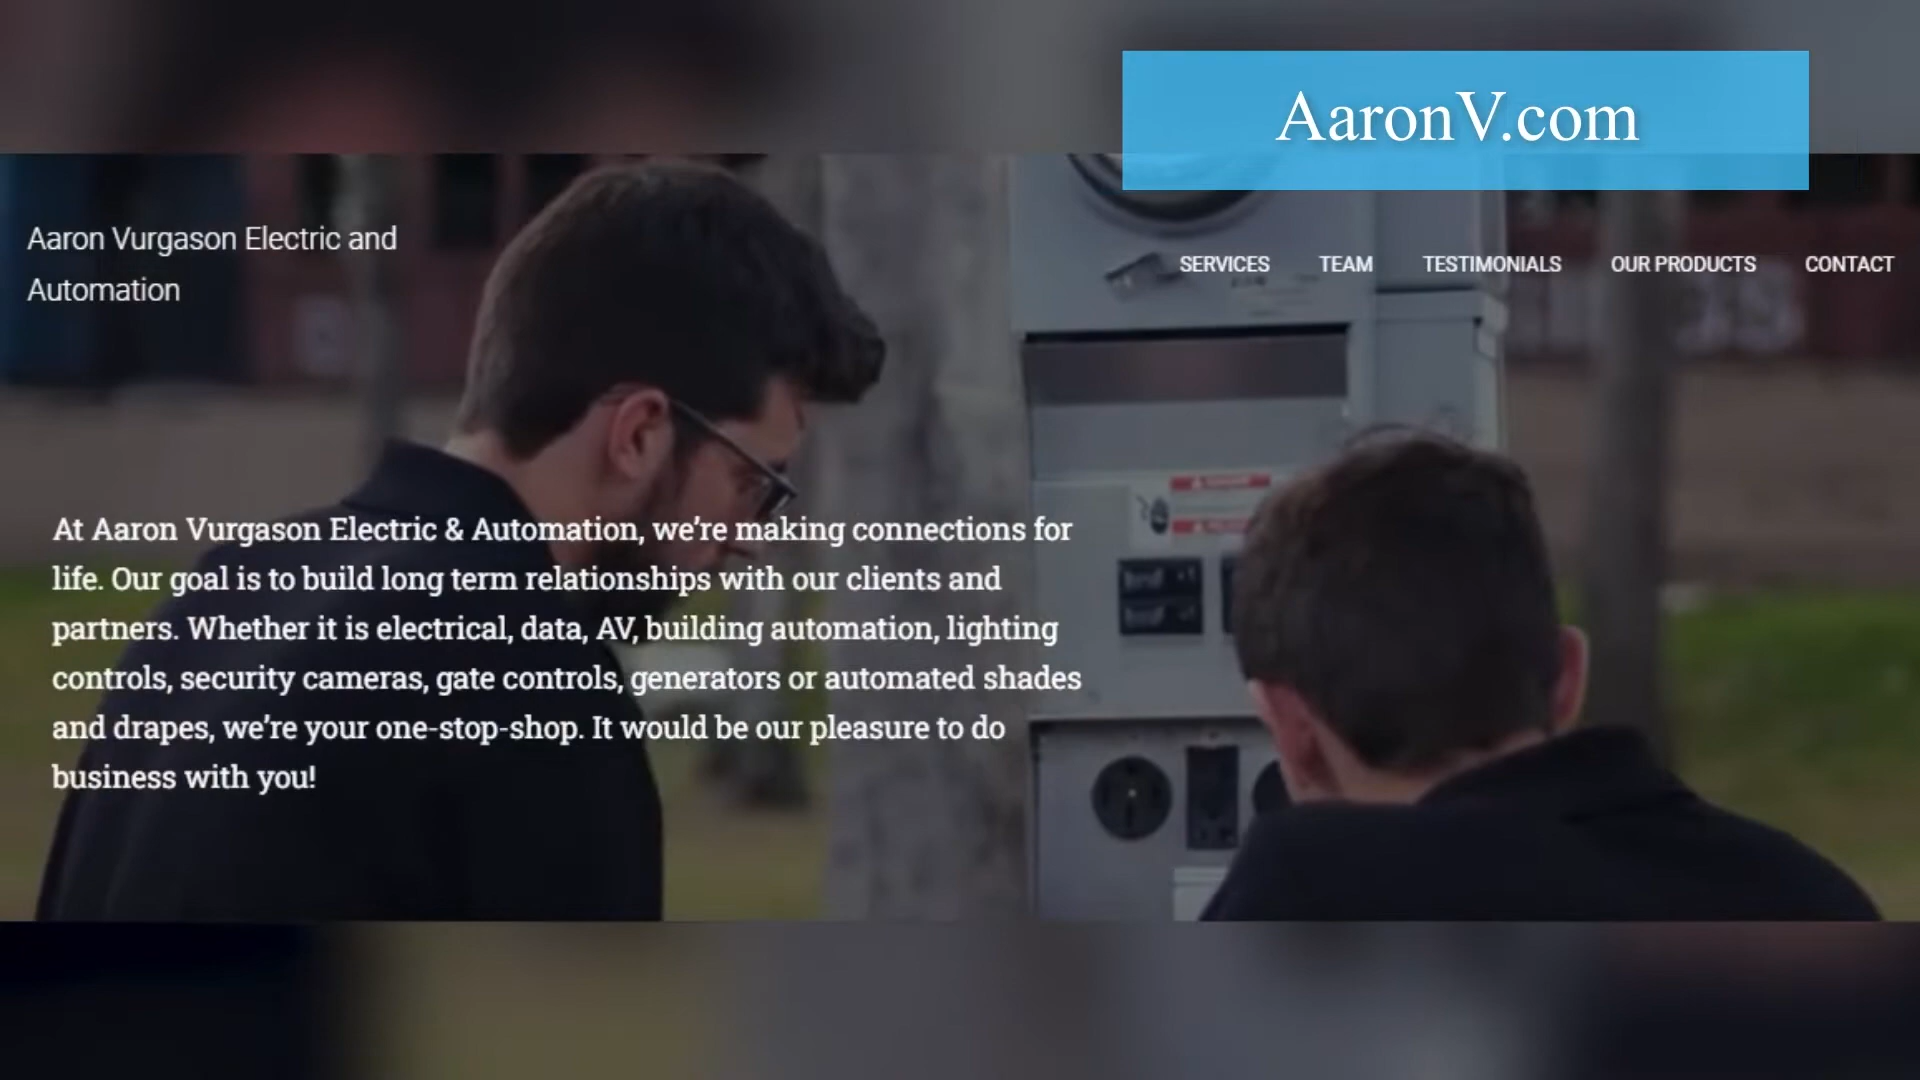 AaronV.com
Aaron Vurgason Electric and
Automation
SERVICES TEAM TESTIMONIALS OUR PRODUCTS CONTACT
At Aaron Vurgason Electric & Automation, we’re making connections for
life. Our goal is to build long term relationships with our clients and
partners. Whether it is electrical, data, AV, building automation, lighting
controls, security cameras, gate controls, generators or automated shades
and drapes, we’re your one-stop-shop. It would be our pleasure to do
business with you!